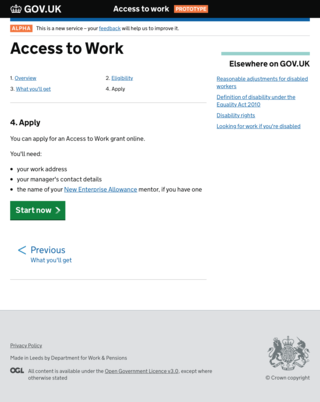 GOV.UK
Access to work PROTOTYPE
ALPHA This is a new service – your feedback will help us to improve it.
Access to Work
1. Overview
2. Eligibility
3. What you'll get
4. Apply
4. Apply
You can apply for an Access to Work grant online.
You'll need:
• your work address
• your manager's contact details
• the name of your New Enterprise Allowance mentor, if you have one
Start now
Previous
What you'll get
Elsewhere on GOV.UK
Reasonable adjustments for disabled
workers
Definition of disability under the
Equality Act 2010
Disability rights
Looking for work if you're disabled
Privacy Policy
Made in Leeds by Department for Work & Pensions
OGL All content is available under the Open Government Licence v3.0, except where
otherwise stated
© Crown copyright